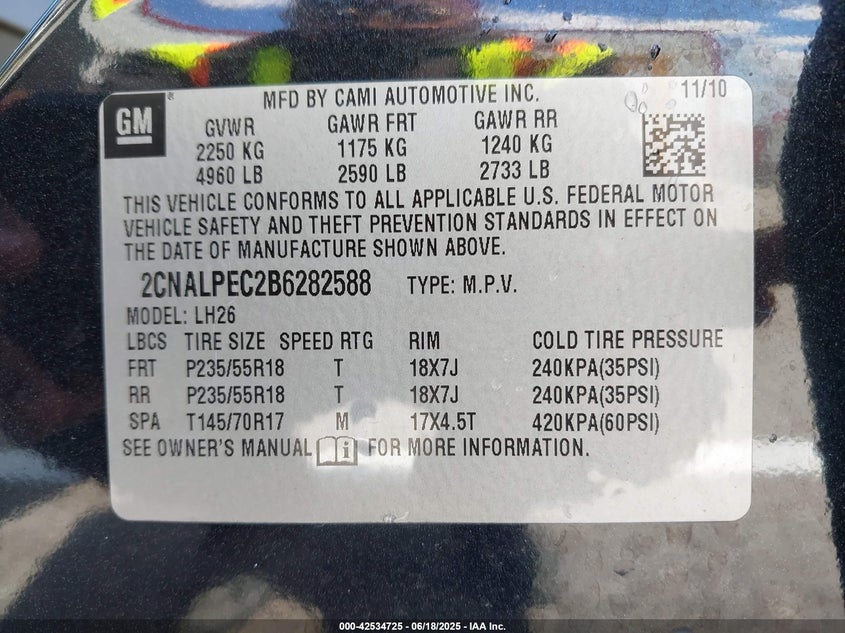 GM
MFD BY CAMI AUTOMOTIVE INC. 11/10
GVWR GAWR FRT GAWR RR
2250 KG 1175 KG 1240 KG
4960 LB 2590 LB 2733 LB
THIS VEHICLE CONFORMS TO ALL APPLICABLE U.S. FEDERAL MOTOR
VEHICLE SAFETY AND THEFT PREVENTION STANDARDS IN EFFECT ON
THE DATE OF MANUFACTURE SHOWN ABOVE.
2CNALPEC2B6282588 TYPE: M.P.V.
MODEL: LH26
LBCS TIRE SIZE SPEED RTG RIM COLD TIRE PRESSURE
FRT P235/55R18 T 18X7J 240KPA(35PSI)
RR P235/55R18 T 18X7J 240KPA(35PSI)
SPA T145/70R17 M 17X4.5T 420KPA(60PSI)
SEE OWNER'S MANUAL FOR MORE INFORMATION.
000-42534725 - 06/18/2025 - IAA Inc.